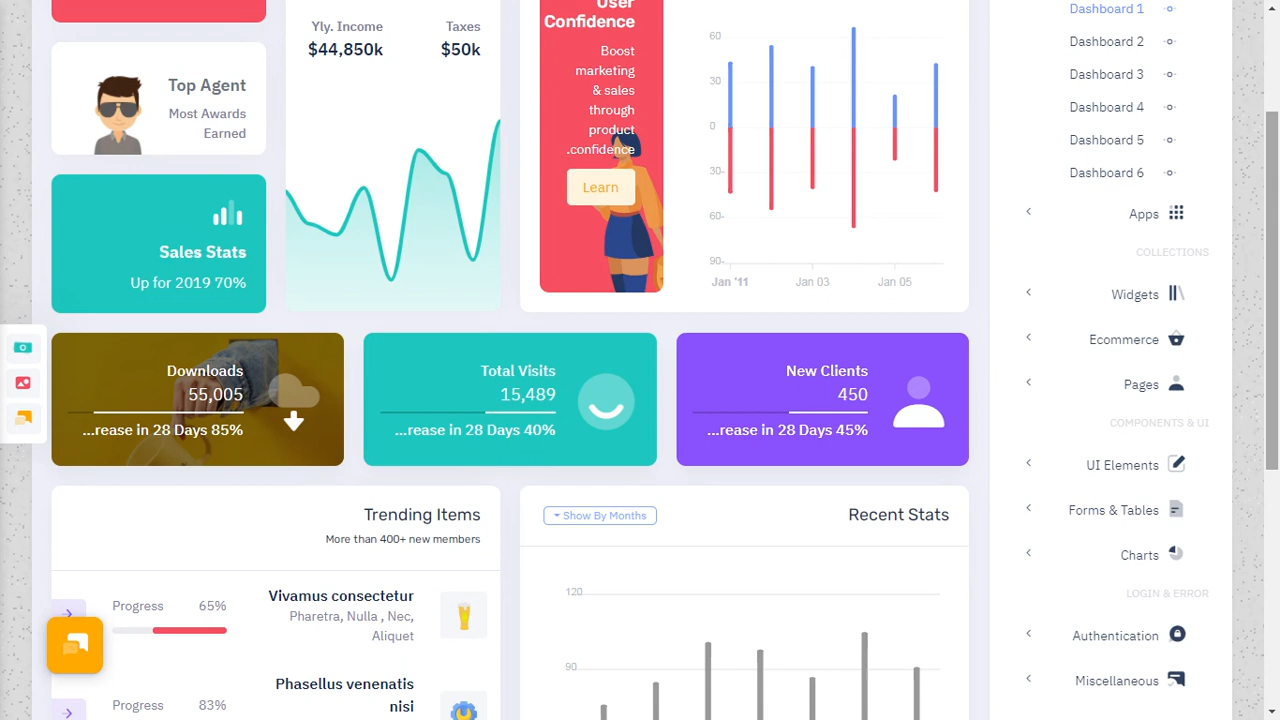 Yly. Income
$44,850k
Taxes
$50k
Top Agent
Most Awards
Earned
Sales Stats
Up for 2019 70%
User
Confidence
Boost
marketing
& sales
through
product
.confidence
Learn
60
30
0
30-
60-
90-
Jan '11
Jan 03
Jan 05
Downloads
55,005
...rease in 28 Days 85%
Total Visits
15,489
...rease in 28 Days 40%
New Clients
450
...rease in 28 Days 45%
Trending Items
More than 400+ new members
Vivamus consectetur
Pharetra, Nulla , Nec,
Aliquet
Progress 65%
Phasellus venenatis
nisi
Progress 83%
Recent Stats
Show By Months
120
90
Dashboard 1
Dashboard 2
Dashboard 3
Dashboard 4
Dashboard 5
Dashboard 6
Apps
COLLECTIONS
Widgets
Ecommerce
Pages
COMPONENTS & UI
UI Elements
Forms & Tables
Charts
LOGIN & ERROR
Authentication
Miscellaneous